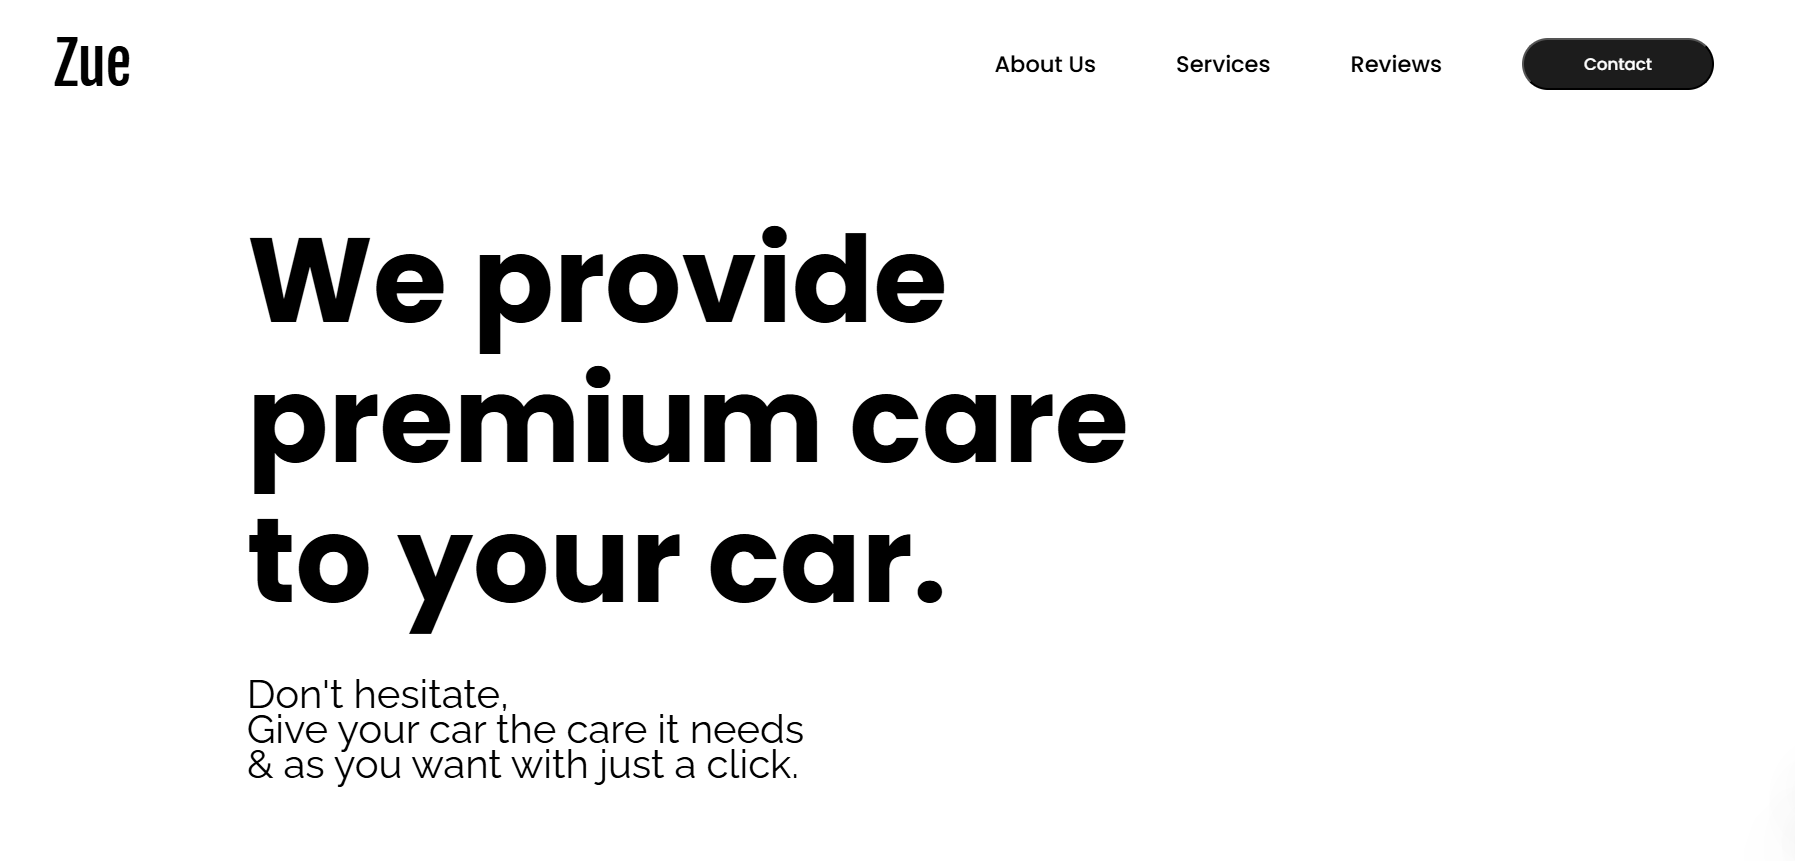 Zue
About Us
Services
Reviews
Contact
We provide
premium care
to your car.
Don't hesitate,
Give your car the care it needs
& as you want with just a click.